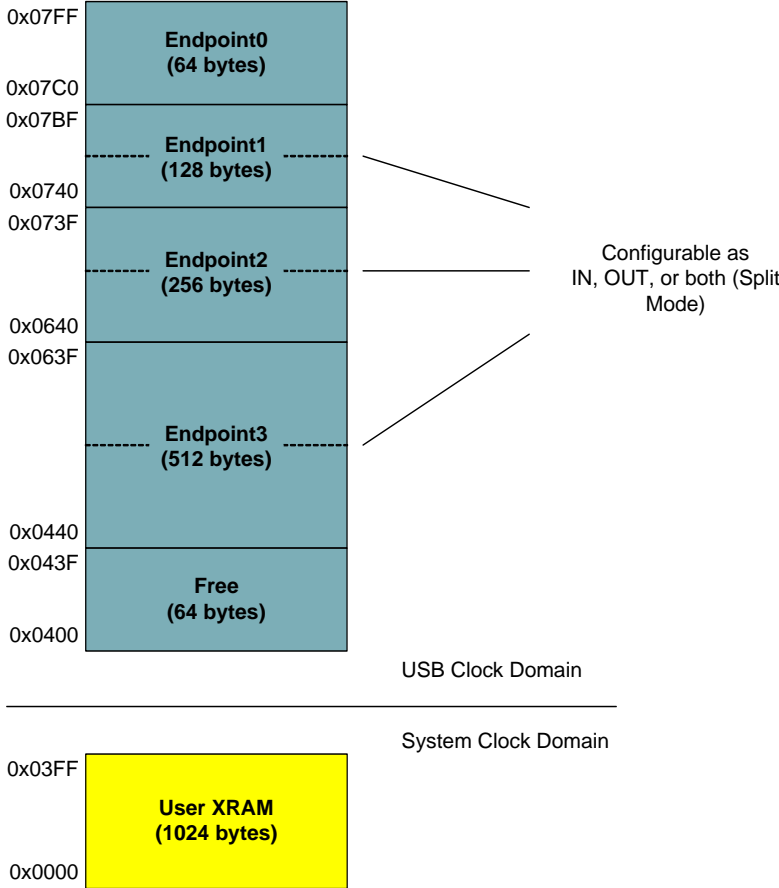 0x07FF
Endpoint0
(64 bytes)
0x07C0
0x07BF
Endpoint1
(128 bytes)
0x0740
0x073F
Endpoint2
(256 bytes)
0x0640
0x063F
Configurable as
IN, OUT, or both (Split
Mode)
Endpoint3
(512 bytes)
0x0440
0x043F
Free
(64 bytes)
0x0400
USB Clock Domain
System Clock Domain
0x03FF
User XRAM
(1024 bytes)
0x0000